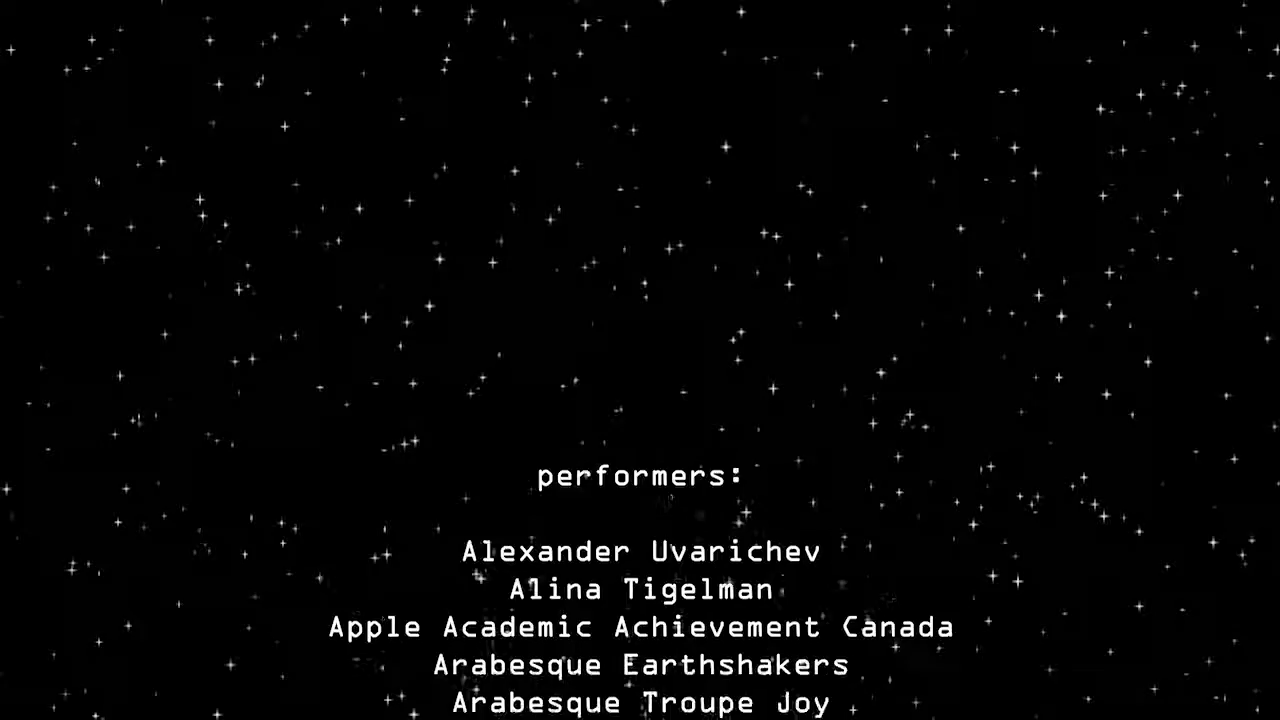 performers:
Alexander Uvarichev
Alina Tigelman
Apple Academic Achievement Canada
Arabesque Earthshakers
Arabesque Troupe Joy